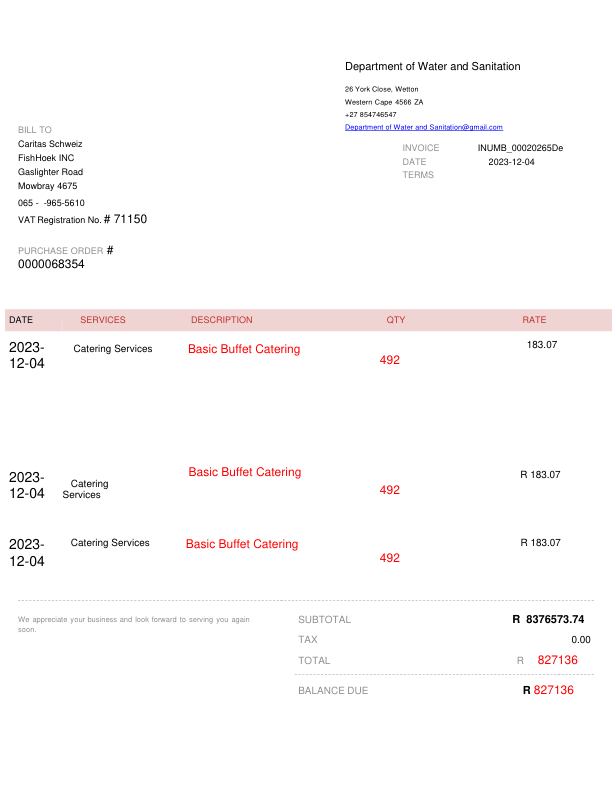 Department of Water and Sanitation
26 York Close, Wetton
Western Cape 4566 ZA
+27 854746547
Department of Water and Sanitation@gmail.com
BILL TO
Caritas Schweiz
FishHoek INC
Gaslighter Road
Mowbray 4675
065 - -965-5610
VAT Registration No. # 71150
INVOICE INUMB_00020265De
DATE 2023-12-04
TERMS
PURCHASE ORDER #
0000068354
DATE SERVICES DESCRIPTION QTY RATE
2023-
12-04 Catering Services Basic Buffet Catering 492 183.07
2023-
12-04 Catering
Services Basic Buffet Catering 492 R 183.07
2023-
12-04 Catering Services Basic Buffet Catering 492 R 183.07
We appreciate your business and look forward to serving you again
soon.
SUBTOTAL R 8376573.74
TAX 0.00
TOTAL R 827136
BALANCE DUE R 827136